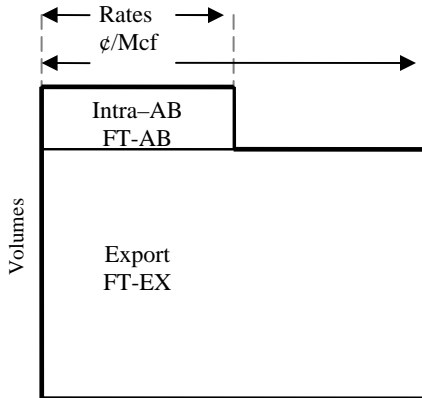 Rates
¢/Mcf
Intra–AB
FT-AB
Volumes
Export
FT-EX